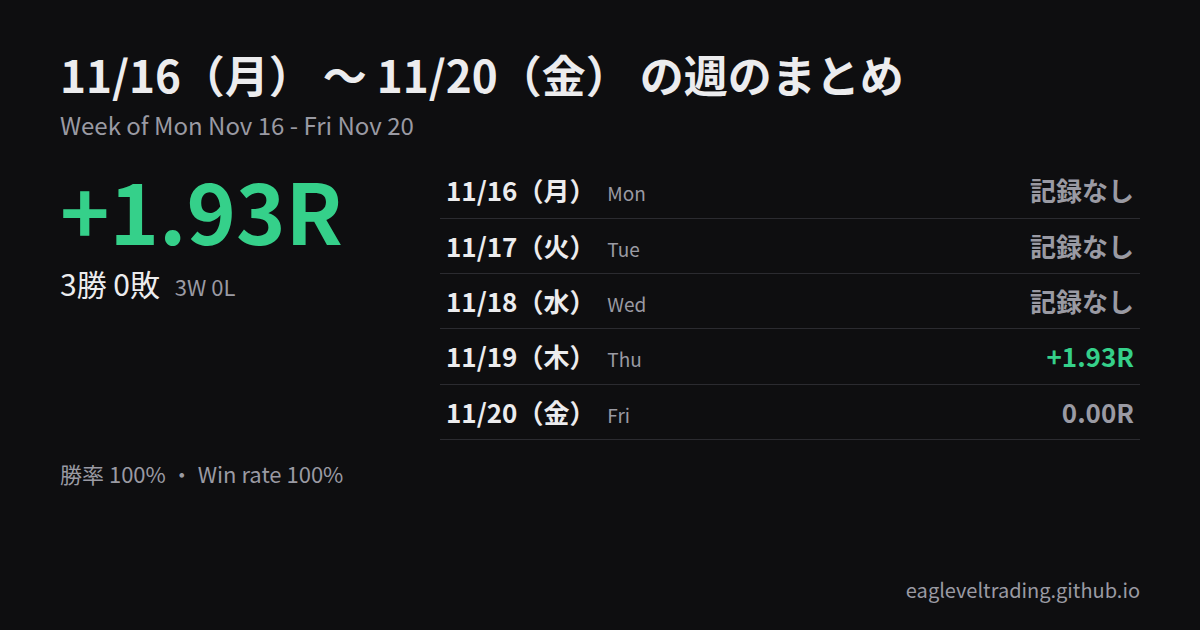 11/16（月） ～ 11/20（金） の週のまとめ
Week of Mon Nov 16 - Fri Nov 20
+1.93R
3勝 0敗 3W 0L
11/16（月） Mon 記録なし
11/17（火） Tue 記録なし
11/18（水） Wed 記録なし
11/19（木） Thu +1.93R
11/20（金） Fri 0.00R
勝率 100% ・ Win rate 100%
eagleveltrading.github.io